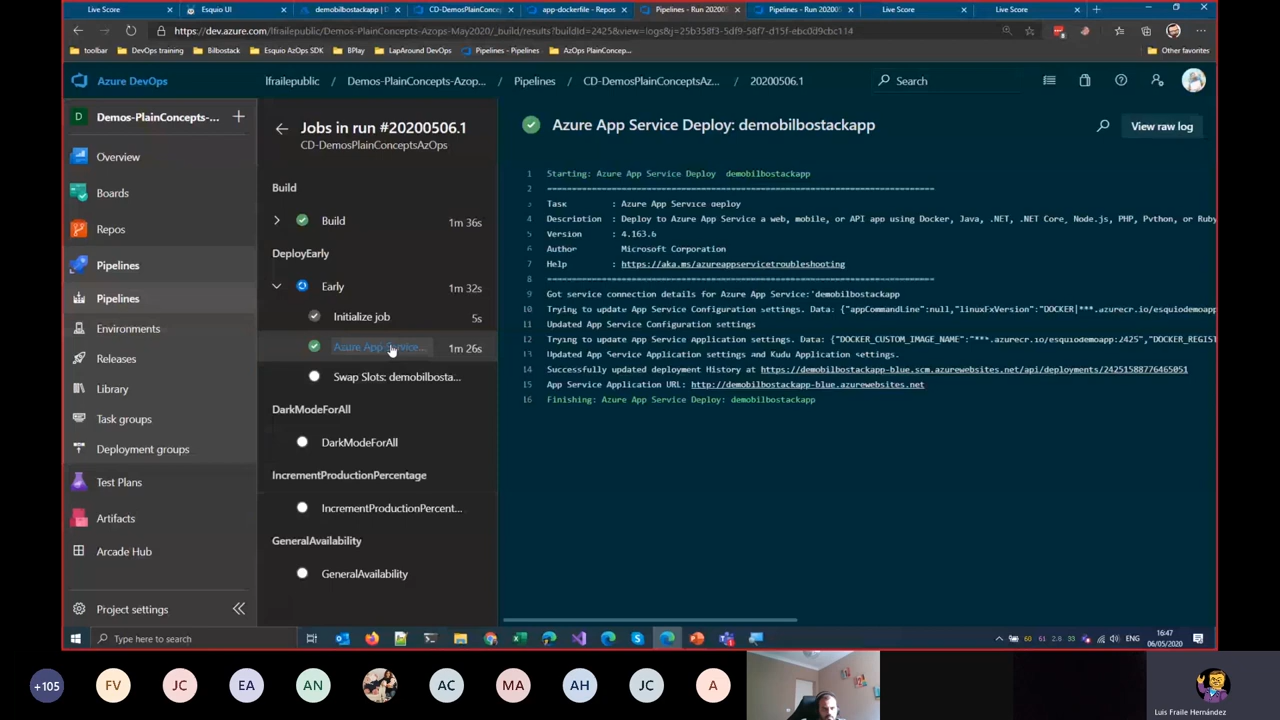 Live Score
Esquio UI
demobilbostackapp | D
CD-DemosPlainConcep
app-dockerfile - Repos
Pipelines - Run 20200
Pipelines - Run 202005
Live Score
Live Score
https://dev.azure.com/lfrailepublic/Demos-PlainConcepts-Azops-May2020/_build/results?buildId=2425&view=logs&j=25b358f3-5df9-58f7-d15f-ebc0d9cbc114
toolbar
DevOps training
Bilbostack
Esquio AzOps SDK
BPlay
LapAround DevOps
Pipelines - Pipelines
AZOps PlainConcep...
Other favorites
Azure DevOps
lfrailepublic / Demos-PlainConcepts-Azop... / Pipelines / CD-DemosPlainConceptsAz... / 20200506.1
Search
D Demos-PlainConcepts-... +
Overview
Boards
Repos
Pipelines
Pipelines
Environments
Releases
Library
Task groups
Deployment groups
Test Plans
Artifacts
Arcade Hub
Project settings
Jobs in run #20200506.1
CD-DemosPlainConceptsAzOps
Build
Build 1m 36s
DeployEarly
Early 1m 32s
Initialize job 5s
Azure App Service... 1m 26s
Swap Slots: demobilbosta...
DarkModeForAll
DarkModeForAll
IncrementProductionPercentage
IncrementProductionPercent...
GeneralAvailability
GeneralAvailability
Azure App Service Deploy: demobilbostackapp
View raw log
1 Starting: Azure App Service Deploy demobilbostackapp
2 ==============================================================================
3 Task : Azure App Service deploy
4 Description : Deploy to Azure App Service a web, mobile, or API app using Docker, Java, .NET, .NET Core, Node.js, PHP, Python, or Ruby
5 Version : 4.163.6
6 Author : Microsoft Corporation
7 Help : https://aka.ms/azureappservicetroubleshooting
8 ==============================================================================
9 Got service connection details for Azure App Service:'demobilbostackapp
10 Trying to update App Service Configuration settings. Data: {"appCommandLine":null,"linuxFxVersion":"DOCKER|***.azurecr.io/esquiodemoapp
11 Updated App Service Configuration settings
12 Trying to update App Service Application settings. Data: {"DOCKER_CUSTOM_IMAGE_NAME":"***.azurecr.io/esquiodemoapp:2425","DOCKER_REGIST
13 Updated App Service Application settings and Kudu Application settings.
14 Successfully updated deployment History at https://demobilbostackapp-blue.scm.azurewebsites.net/api/deployments/24251588776465051
15 App Service Application URL: http://demobilbostackapp-blue.azurewebsites.net
16 Finishing: Azure App Service Deploy: demobilbostackapp
Type here to search
60 61 2.6 33
ENG
16:47
06/05/2020
+105
FV
JC
EA
AN
AC
MA
AH
JC
A
Luis Fraile Hernández